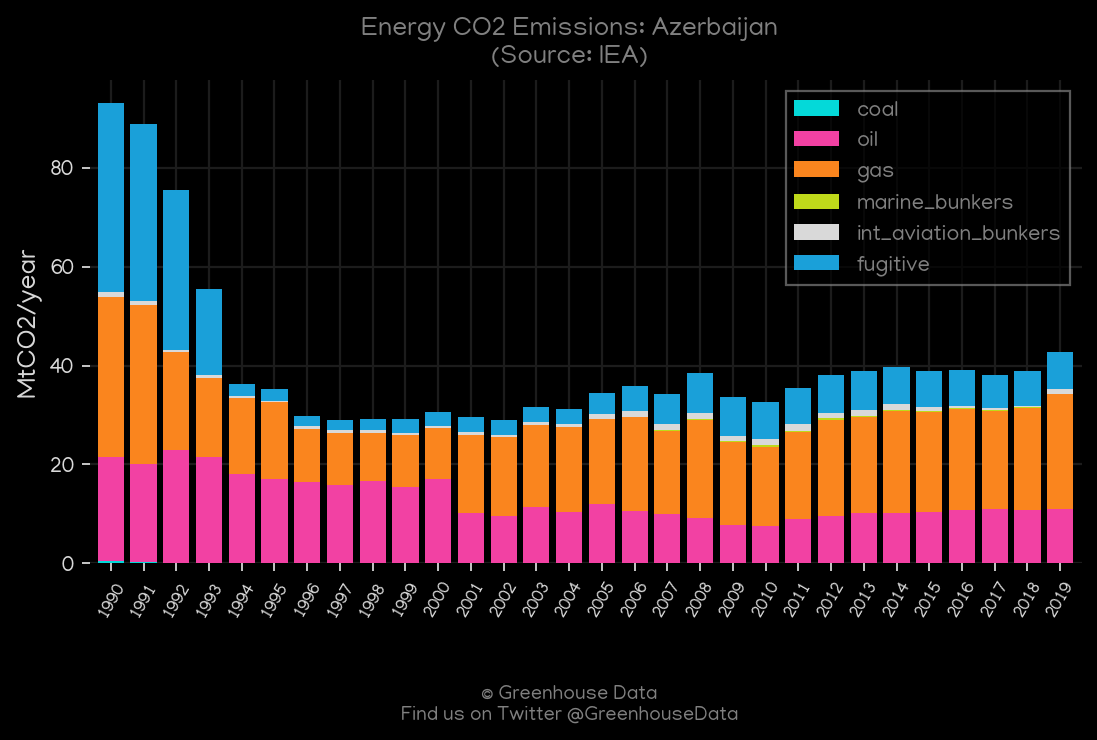 Energy CO2 Emissions: Azerbaijan
(Source: IEA)
coal
oil
gas
marine_bunkers
int_aviation_bunkers
fugitive
MtCO2/year
80
60
40
20
0
1990 1991 1992 1993 1994 1995 1996 1997 1998 1999 2000 2001 2002 2003 2004 2005 2006 2007 2008 2009 2010 2011 2012 2013 2014 2015 2016 2017 2018 2019
© Greenhouse Data
Find us on Twitter @GreenhouseData